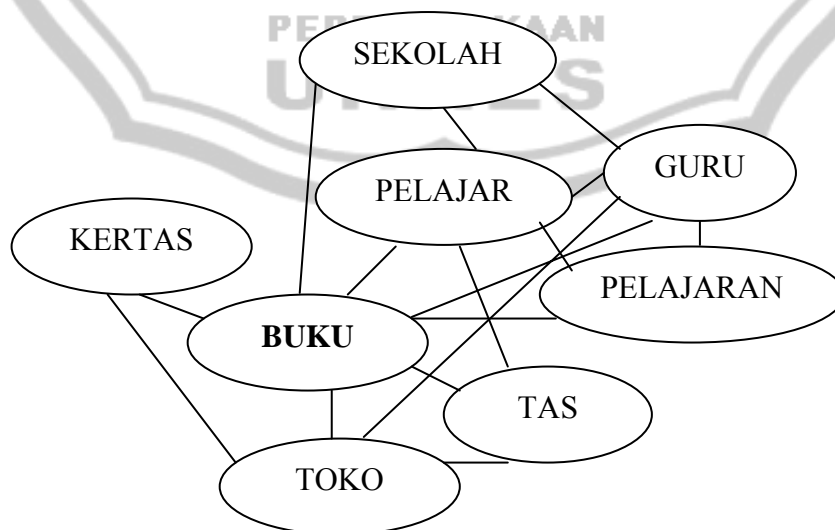 SEKOLAH
GURU
PELAJAR
KERTAS
PELAJARAN
BUKU
TAS
TOKO